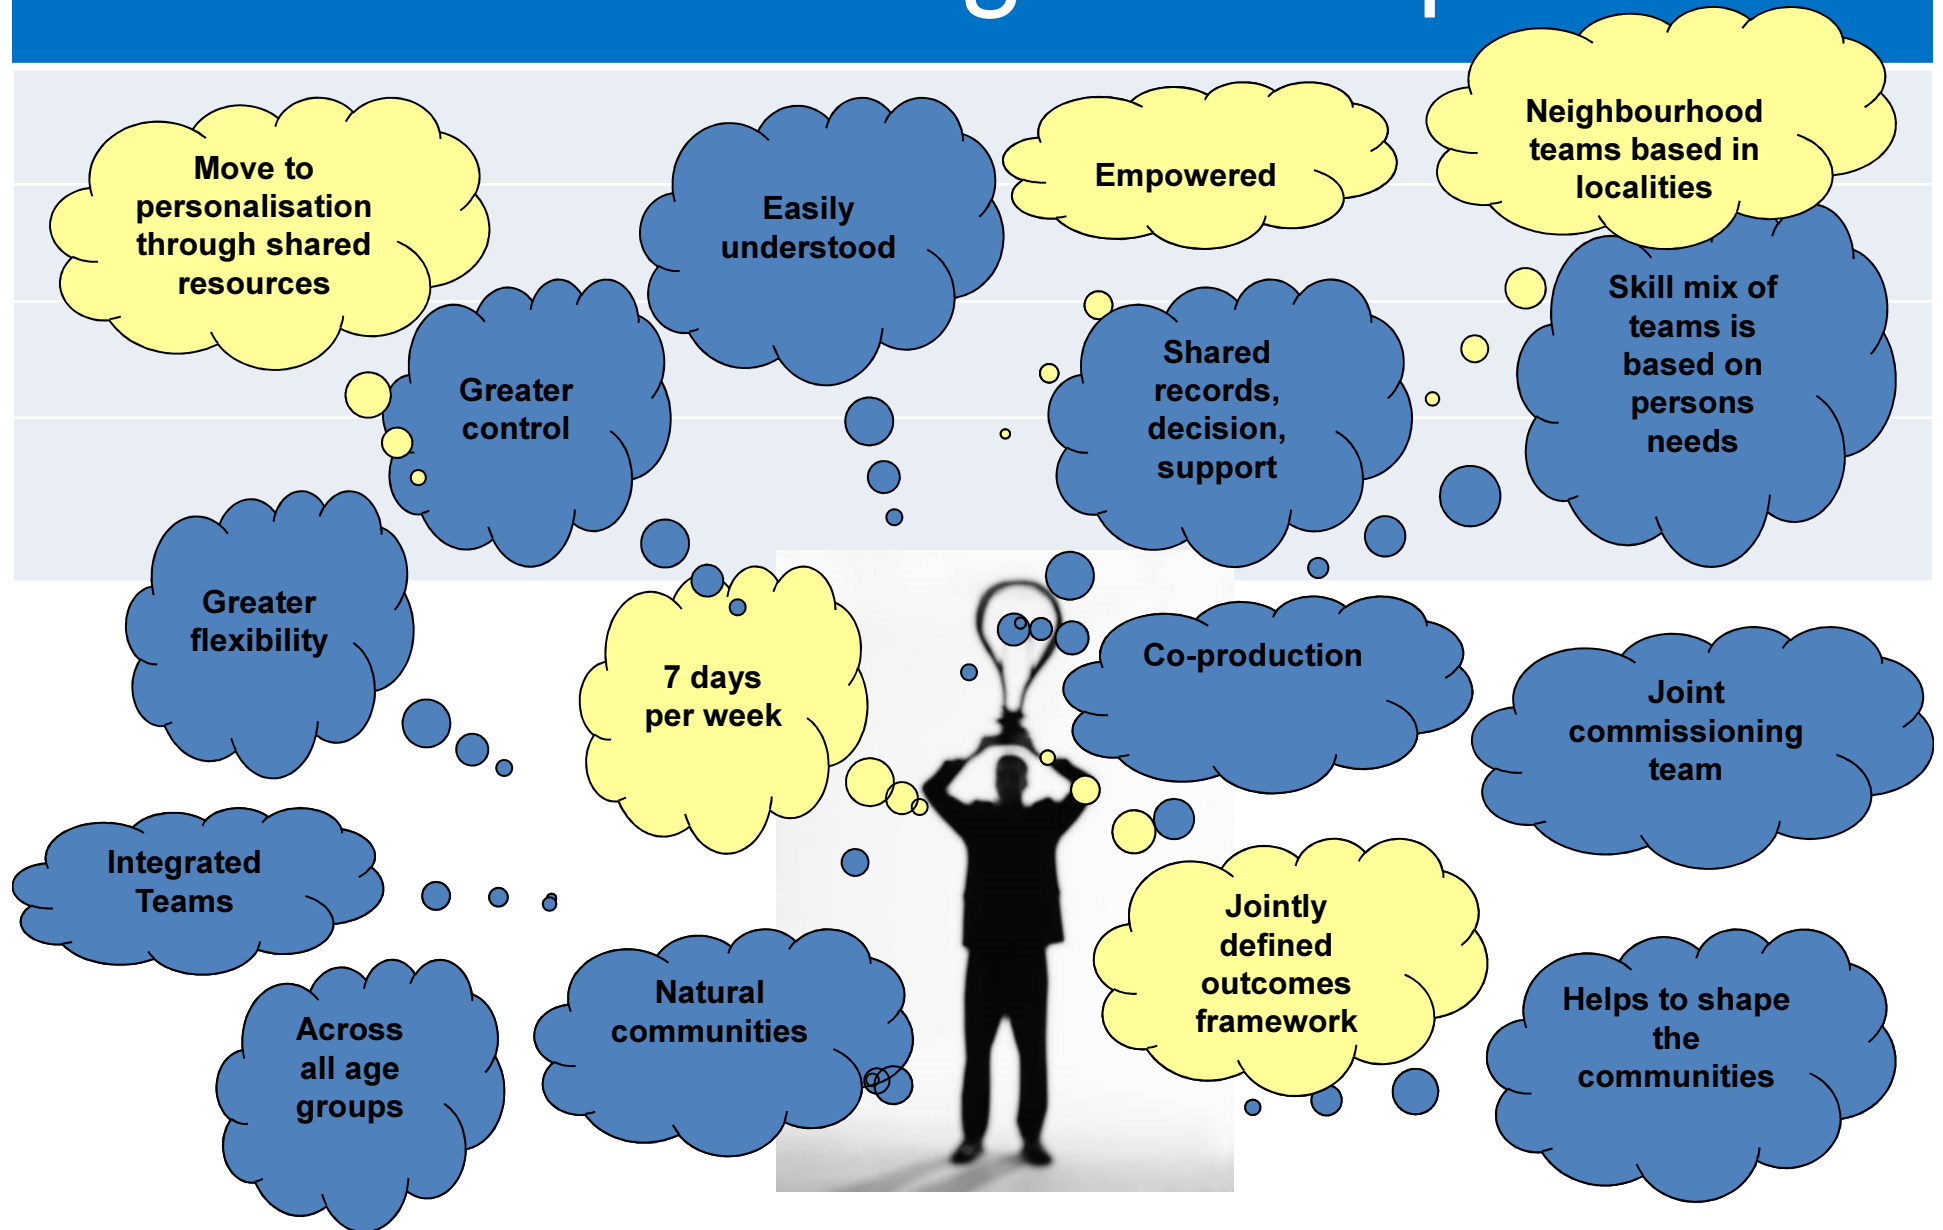 Move to
personalisation
through shared
resources
Easily
understood
Empowered
Neighbourhood
teams based in
localities
Greater
control
Shared
records,
decision,
support
Skill mix of
teams is
based on
persons
needs
Greater
flexibility
7 days
per week
Co-production
Joint
commissioning
team
Integrated
Teams
Across
all age
groups
Natural
communities
Jointly
defined
outcomes
framework
Helps to shape
the
communities